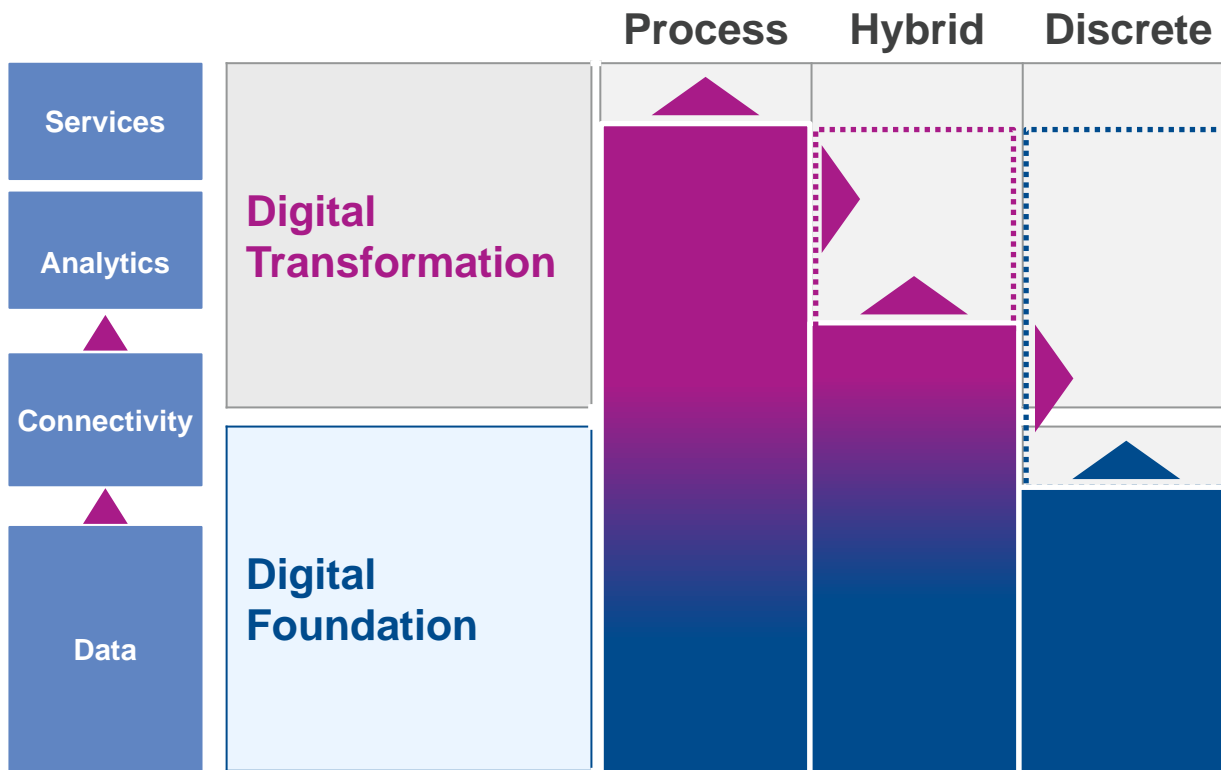 Process Hybrid Discrete
Services
Analytics
Connectivity
Data
Digital
Transformation
Digital
Foundation